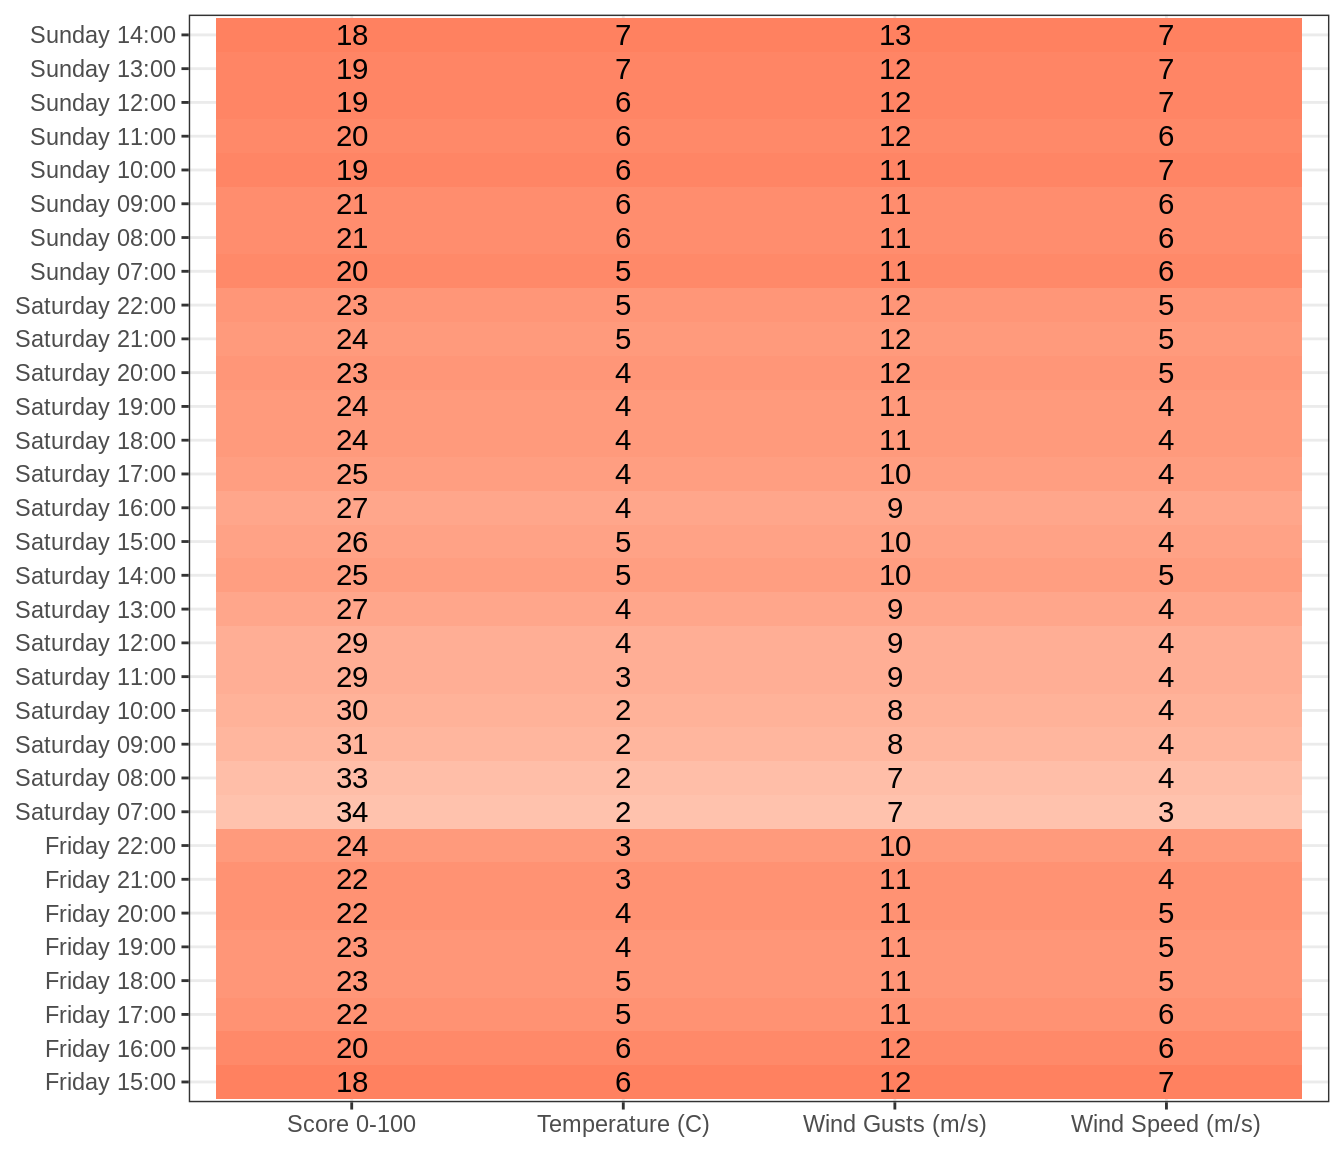 Sunday 14:00 18 7 13 7
Sunday 13:00 19 7 12 7
Sunday 12:00 19 6 12 7
Sunday 11:00 20 6 12 6
Sunday 10:00 19 6 11 7
Sunday 09:00 21 6 11 6
Sunday 08:00 21 6 11 6
Sunday 07:00 20 5 11 6
Saturday 22:00 23 5 12 5
Saturday 21:00 24 5 12 5
Saturday 20:00 23 4 12 5
Saturday 19:00 24 4 11 4
Saturday 18:00 24 4 11 4
Saturday 17:00 25 4 10 4
Saturday 16:00 27 4 9 4
Saturday 15:00 26 5 10 4
Saturday 14:00 25 5 10 5
Saturday 13:00 27 4 9 4
Saturday 12:00 29 4 9 4
Saturday 11:00 29 3 9 4
Saturday 10:00 30 2 8 4
Saturday 09:00 31 2 8 4
Saturday 08:00 33 2 7 4
Saturday 07:00 34 2 7 3
Friday 22:00 24 3 10 4
Friday 21:00 22 3 11 4
Friday 20:00 22 4 11 5
Friday 19:00 23 4 11 5
Friday 18:00 23 5 11 5
Friday 17:00 22 5 11 6
Friday 16:00 20 6 12 6
Friday 15:00 18 6 12 7
Score 0-100 Temperature (C) Wind Gusts (m/s) Wind Speed (m/s)